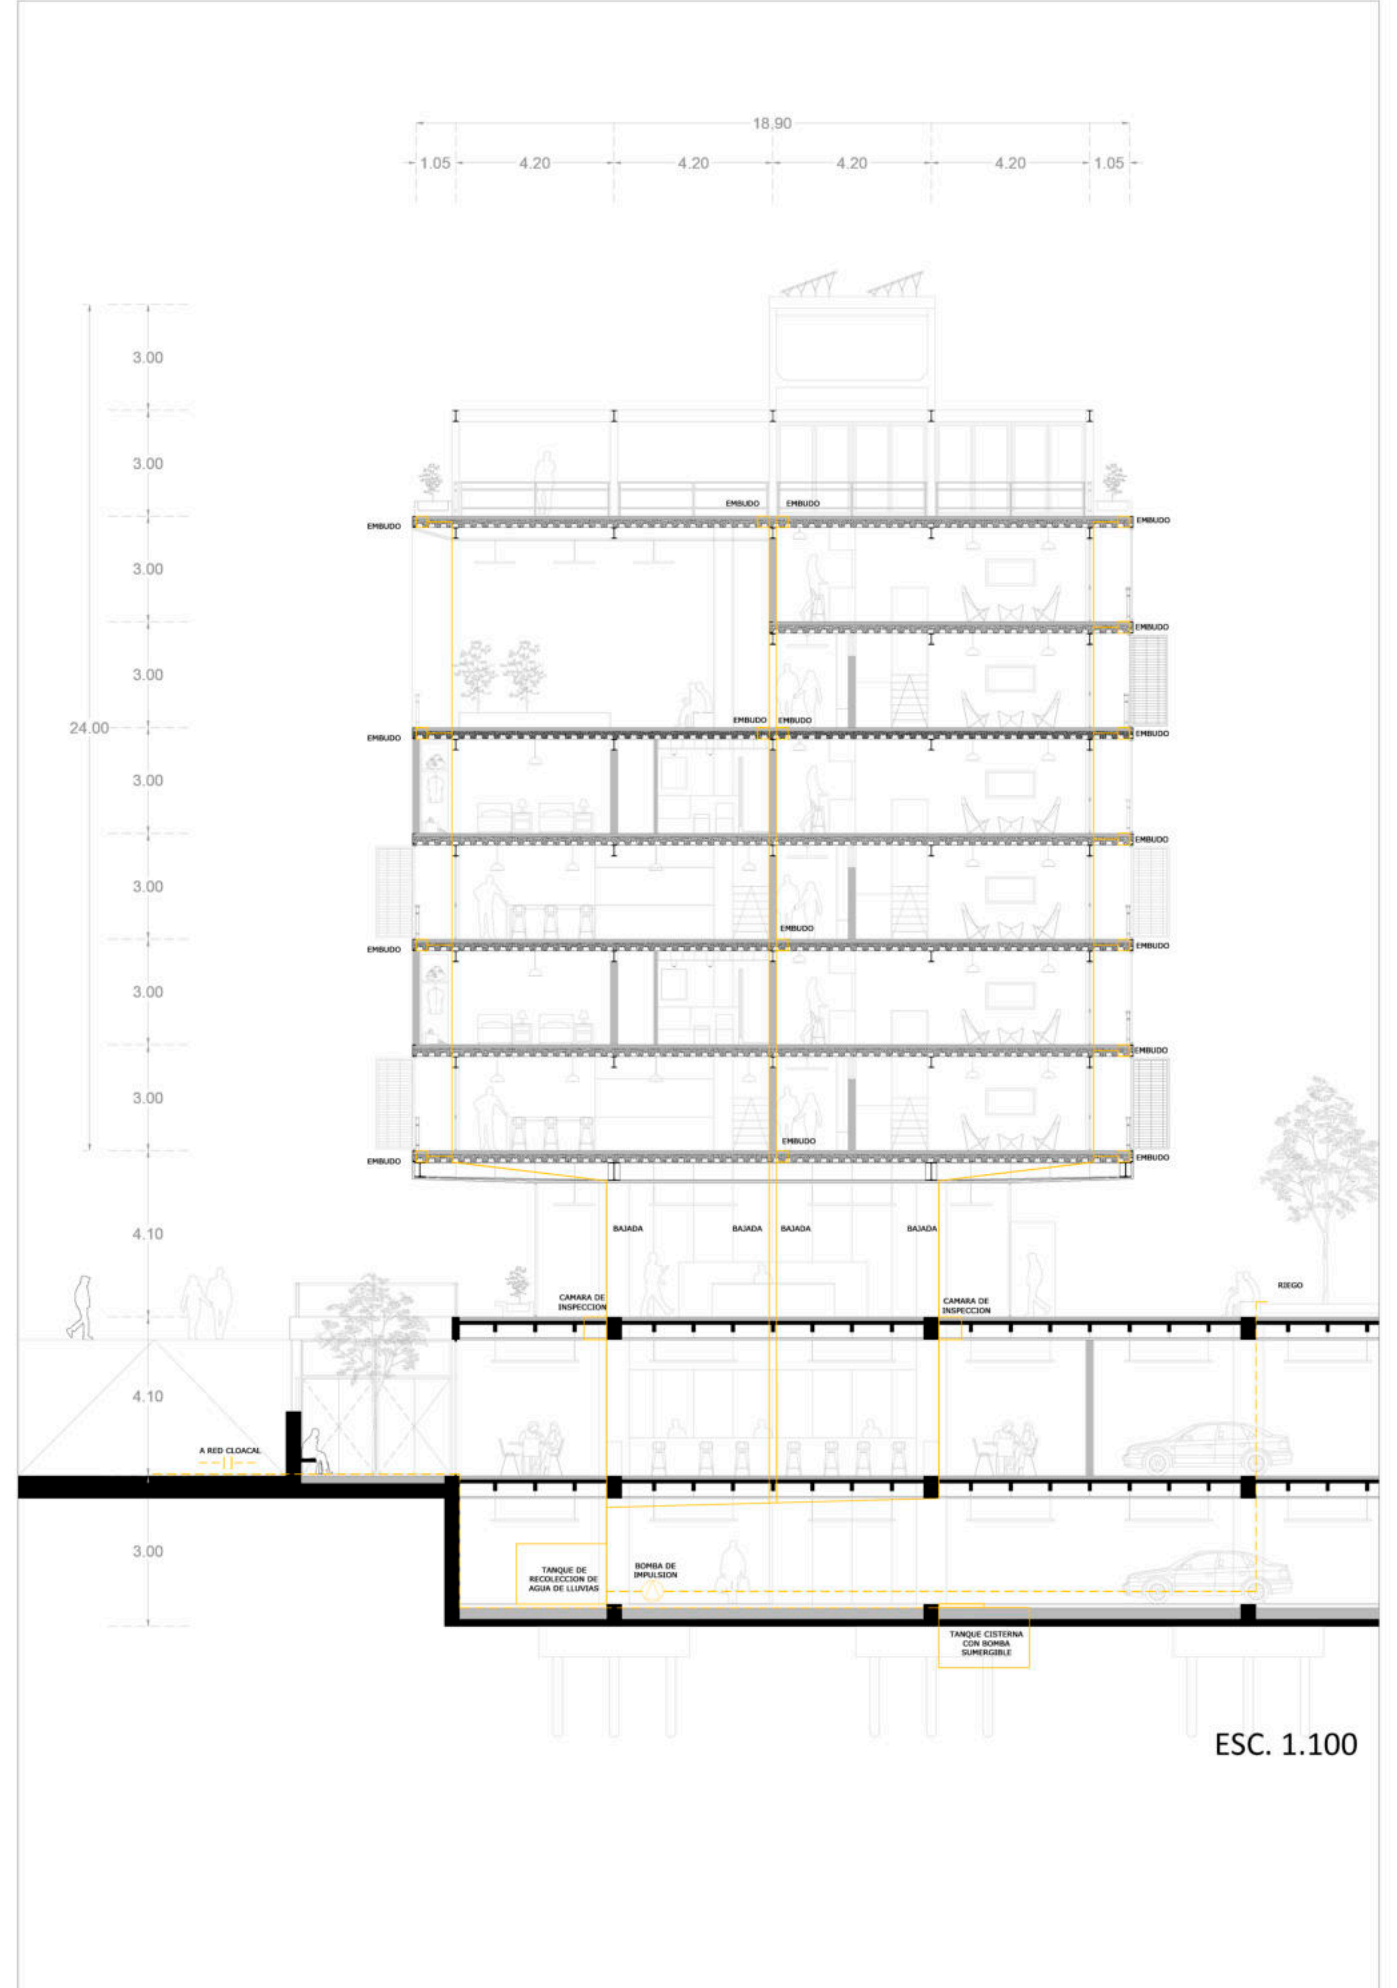 18.90
1.05 4.20 4.20 4.20 4.20 1.05
3.00
3.00
EMBUDO EMBUDO
EMBUDO EMBUDO
3.00
EMBUDO
3.00
EMBUDO EMBUDO
24.00
EMBUDO EMBUDO
3.00
EMBUDO
3.00
EMBUDO
EMBUDO EMBUDO
3.00
EMBUDO
3.00
EMBUDO
EMBUDO EMBUDO
BAJADA BAJADA BAJADA BAJADA
4.10
RIEGO
CAMARA DE
INSPECCION
CAMARA DE
INSPECCION
4.10
A RED CLOACAL
3.00
TANQUE DE
RECOLECCION DE
AGUA DE LLUVIAS
BOMBA DE
IMPULSION
TANQUE CISTERNA
CON BOMBA
SUMERGIBLE
ESC. 1.100